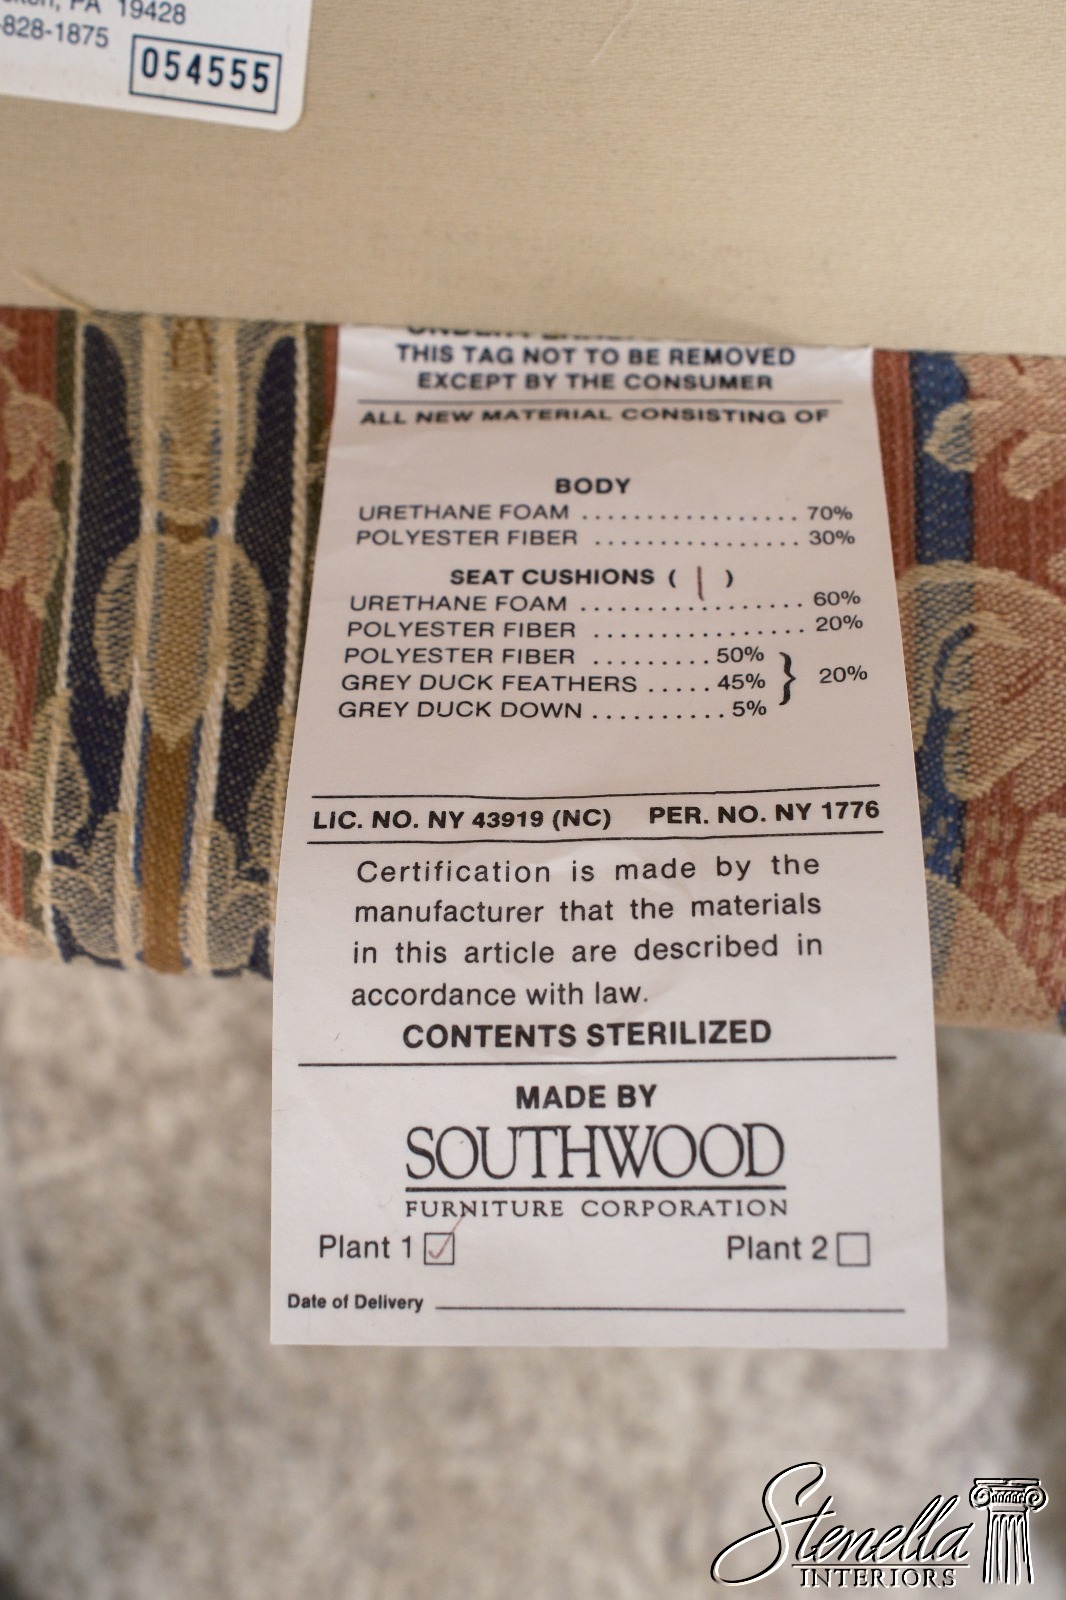 PA 19428
-828-1875
054555
THIS TAG NOT TO BE REMOVED
EXCEPT BY THE CONSUMER
ALL NEW MATERIAL CONSISTING OF
BODY
URETHANE FOAM ................. 70%
POLYESTER FIBER ................ 30%
SEAT CUSHIONS ( | )
URETHANE FOAM .................. 60%
POLYESTER FIBER ................. 20%
POLYESTER FIBER ......... 50%
GREY DUCK FEATHERS ..... 45% } 20%
GREY DUCK DOWN .......... 5%
LIC. NO. NY 43919 (NC) PER. NO. NY 1776
Certification is made by the
manufacturer that the materials
in this article are described in
accordance with law.
CONTENTS STERILIZED
MADE BY
SOUTHWOOD
FURNITURE CORPORATION
Plant 1 ☑ Plant 2 ☐
Date of Delivery
Stenella
INTERIORS